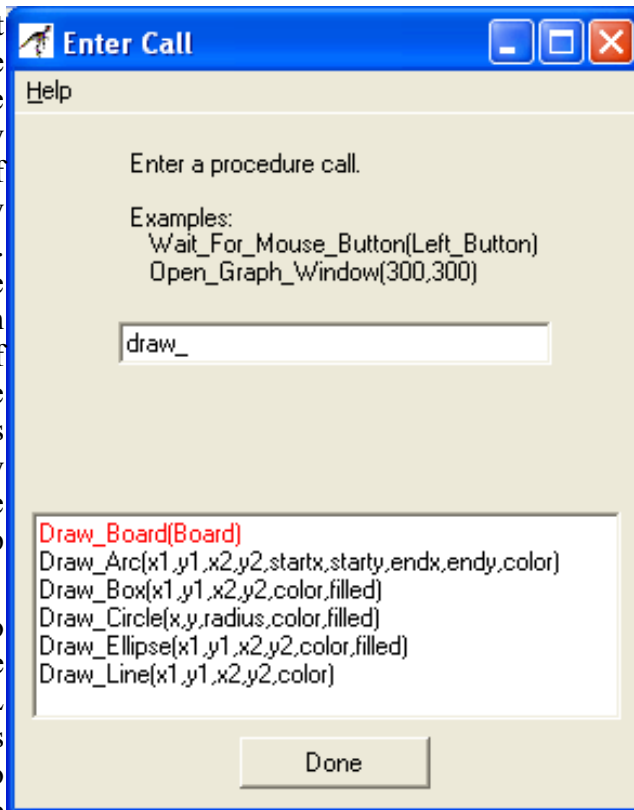 Enter Call
Help
Enter a procedure call.
Examples:
Wait_For_Mouse_Button(Left_Button)
Open_Graph_Window(300,300)
draw_
Draw_Board(Board)
Draw_Arc(x1,y1,x2,y2,startx,starty,endx,endy,color)
Draw_Box(x1,y1,x2,y2,color,filled)
Draw_Circle(x,y,radius,color,filled)
Draw_Ellipse(x1,y1,x2,y2,color,filled)
Draw_Line(x1,y1,x2,y2,color)
Done